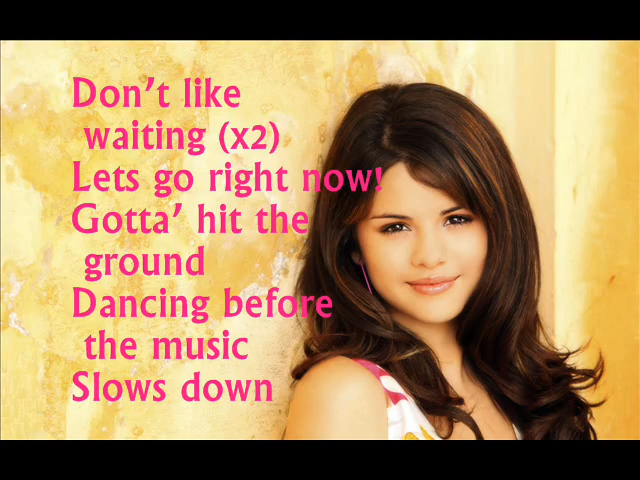 Don't like
waiting (x2)
Lets go right now!
Gotta' hit the
ground
Dancing before
the music
Slows down